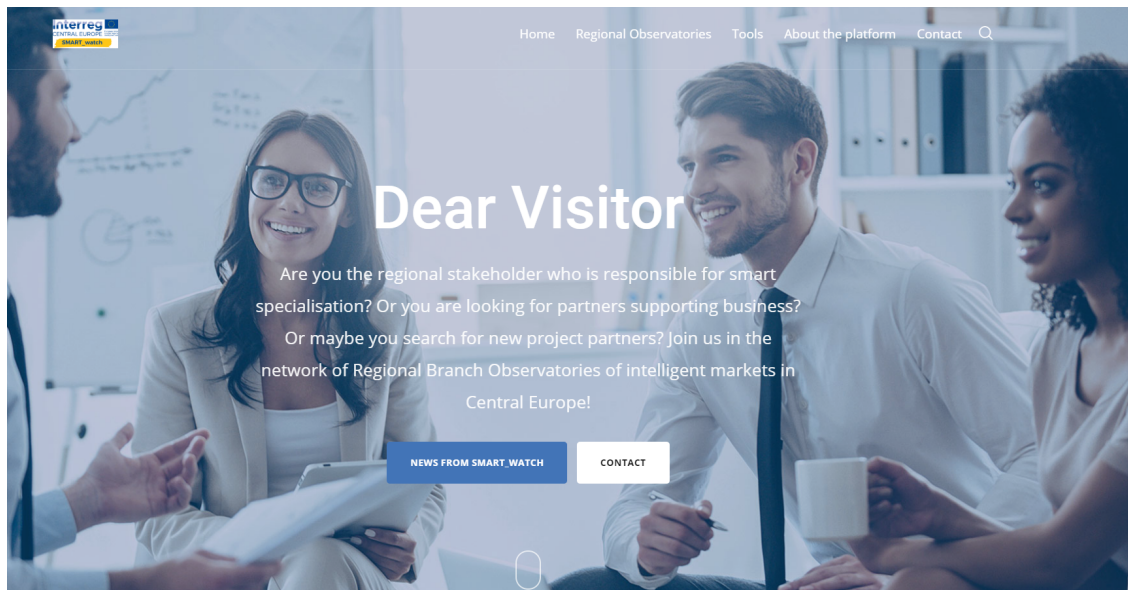 Interreg
CENTRAL EUROPE
SMART_watch
Home Regional Observatories Tools About the platform Contact
Dear Visitor
Are you the regional stakeholder who is responsible for smart
specialisation? Or you are looking for partners supporting business?
Or maybe you search for new project partners? Join us in the
network of Regional Branch Observatories of intelligent markets in
Central Europe!
NEWS FROM SMART_WATCH CONTACT